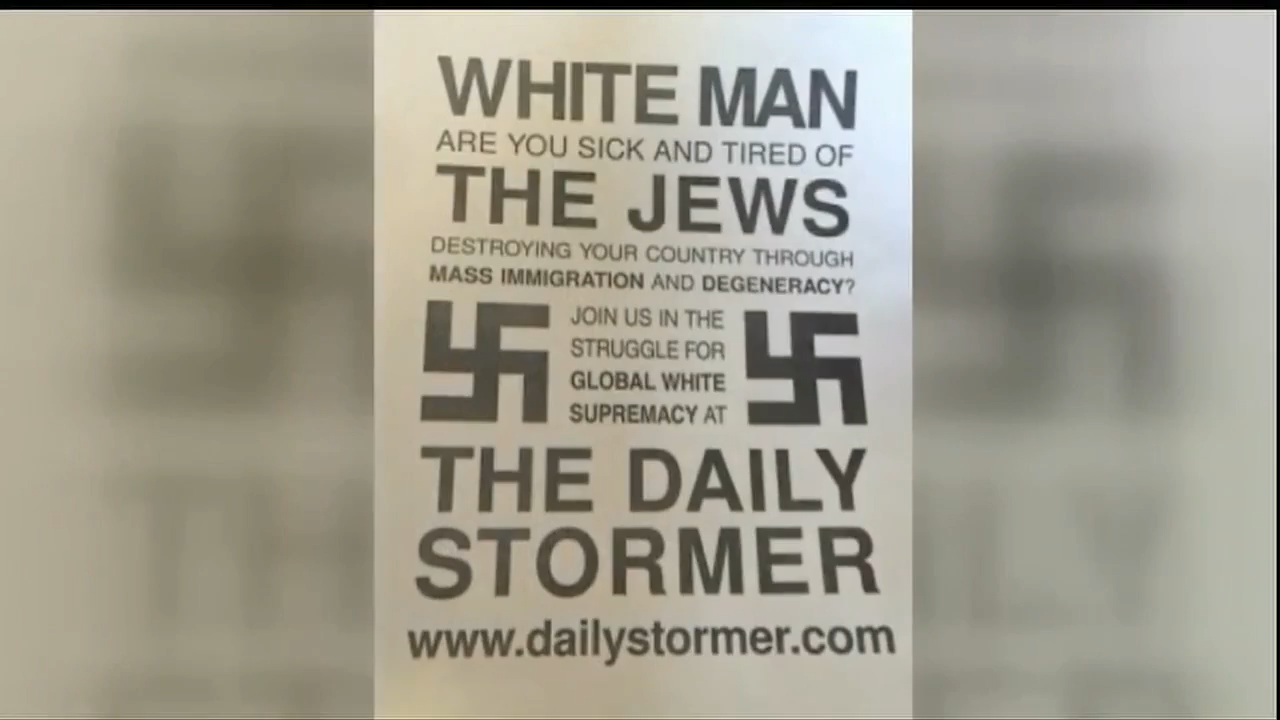 WHITE MAN
ARE YOU SICK AND TIRED OF
THE JEWS
DESTROYING YOUR COUNTRY THROUGH
MASS IMMIGRATION AND DEGENERACY?
JOIN US IN THE
STRUGGLE FOR
GLOBAL WHITE
SUPREMACY AT
THE DAILY
STORMER
www.dailystormer.com